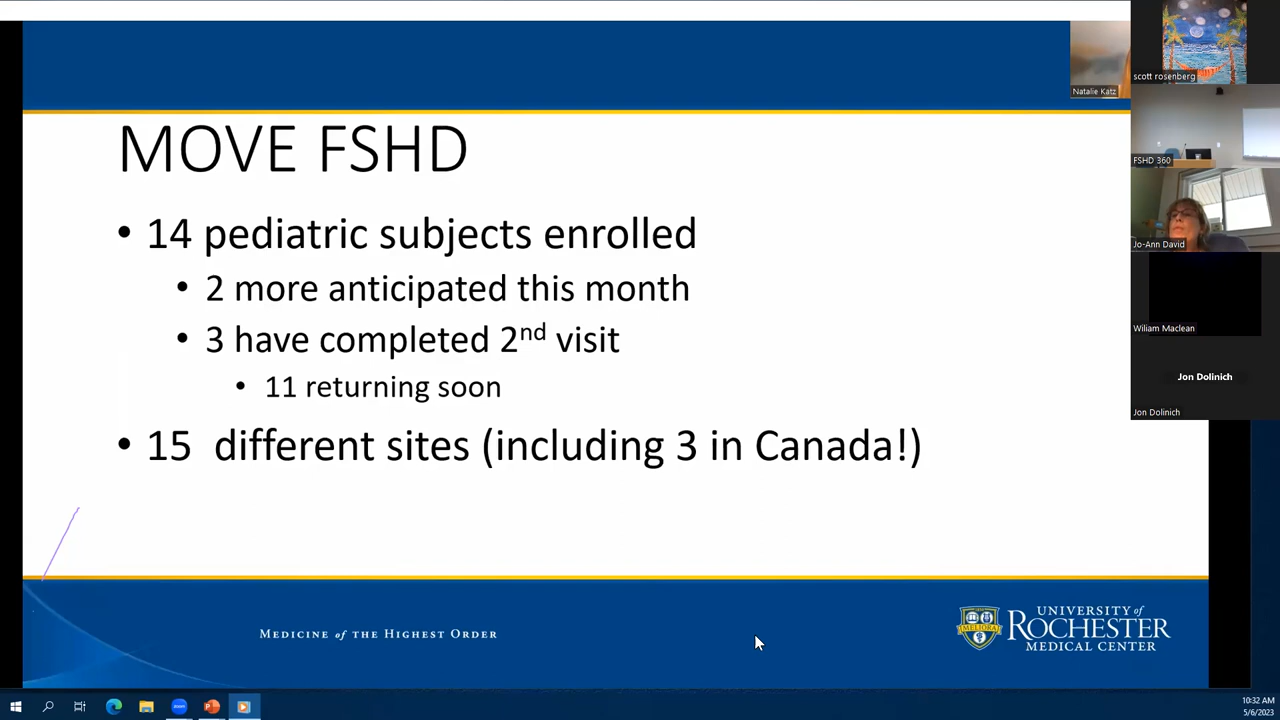 MOVE FSHD
• 14 pediatric subjects enrolled
• 2 more anticipated this month
• 3 have completed 2nd visit
• 11 returning soon
• 15 different sites (including 3 in Canada!)
MEDICINE of THE HIGHEST ORDER
MELIORA
UNIVERSITY of
ROCHESTER
MEDICAL CENTER
Natalie Katz
scott rosenberg
FSHD 360
Jo-Ann David
Wiliam Maclean
Jon Dolinich
Jon Dolinich
zoom
10:32 AM
5/6/2023